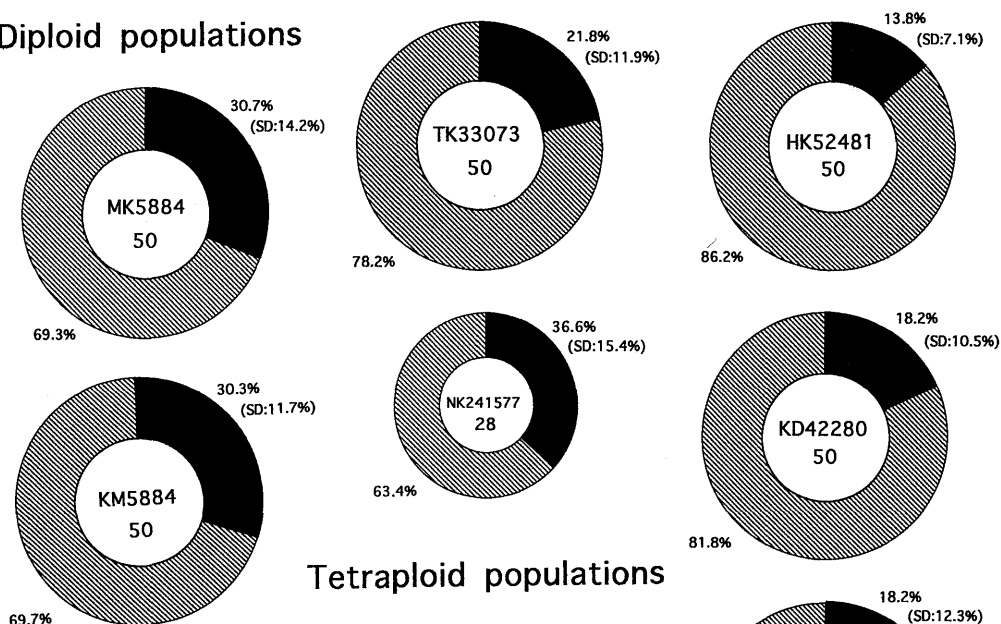 Diploid populations
30.7%
(SD:14.2%)
MK5884
50
69.3%
21.8%
(SD:11.9%)
TK33073
50
78.2%
13.8%
(SD:7.1%)
HK52481
50
86.2%
30.3%
(SD:11.7%)
KM5884
50
69.7%
36.6%
(SD:15.4%)
NK241577
28
63.4%
18.2%
(SD:10.5%)
KD42280
50
81.8%
Tetraploid populations
18.2%
(SD:12.3%)